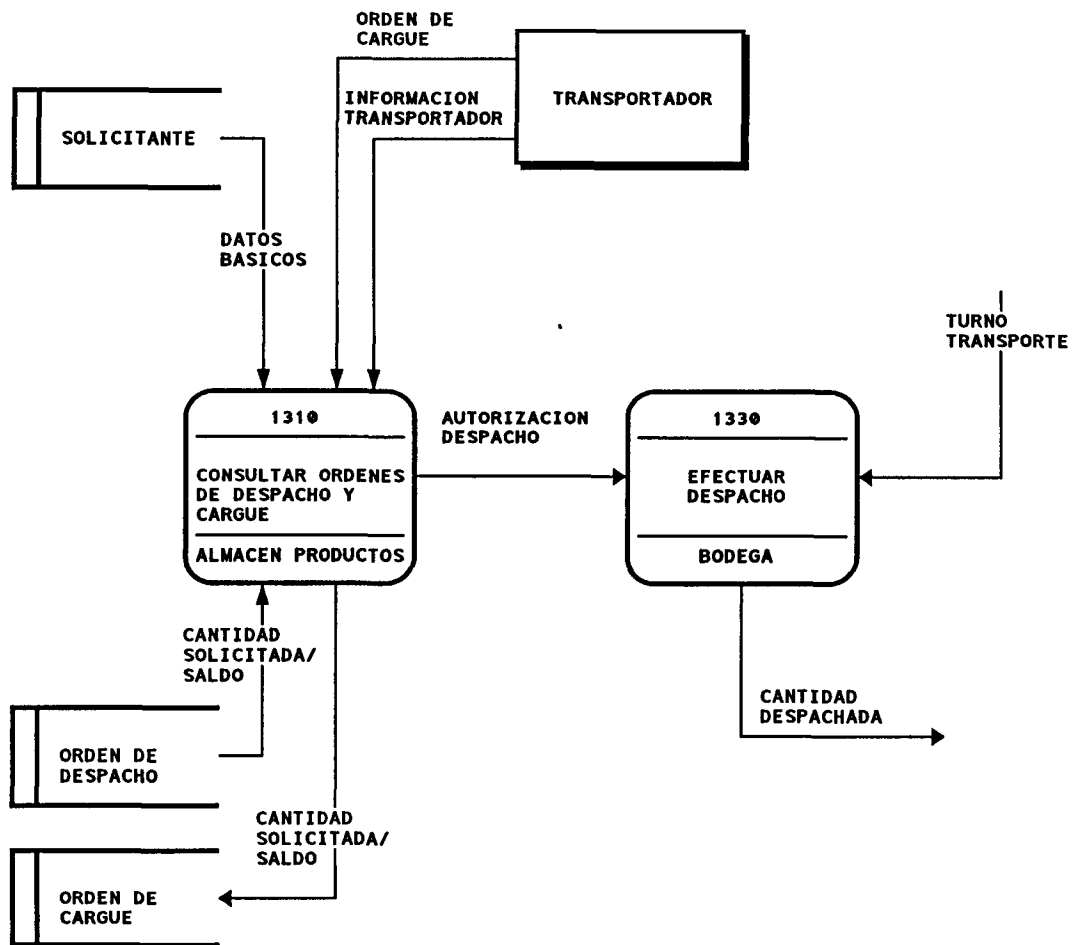 ORDEN DE
CARGUE
INFORMACION
TRANSPORTADOR
TRANSPORTADOR
SOLICITANTE
DATOS
BASICOS
TURNO
TRANSPORTE
1310
CONSULTAR ORDENES
DE DESPACHO Y
CARGUE
ALMACEN PRODUCTOS
AUTORIZACION
DESPACHO
1330
EFECTUAR
DESPACHO
BODEGA
CANTIDAD
SOLICITADA/
SALDO
CANTIDAD
DESPACHADA
ORDEN DE
DESPACHO
CANTIDAD
SOLICITADA/
SALDO
ORDEN DE
CARGUE